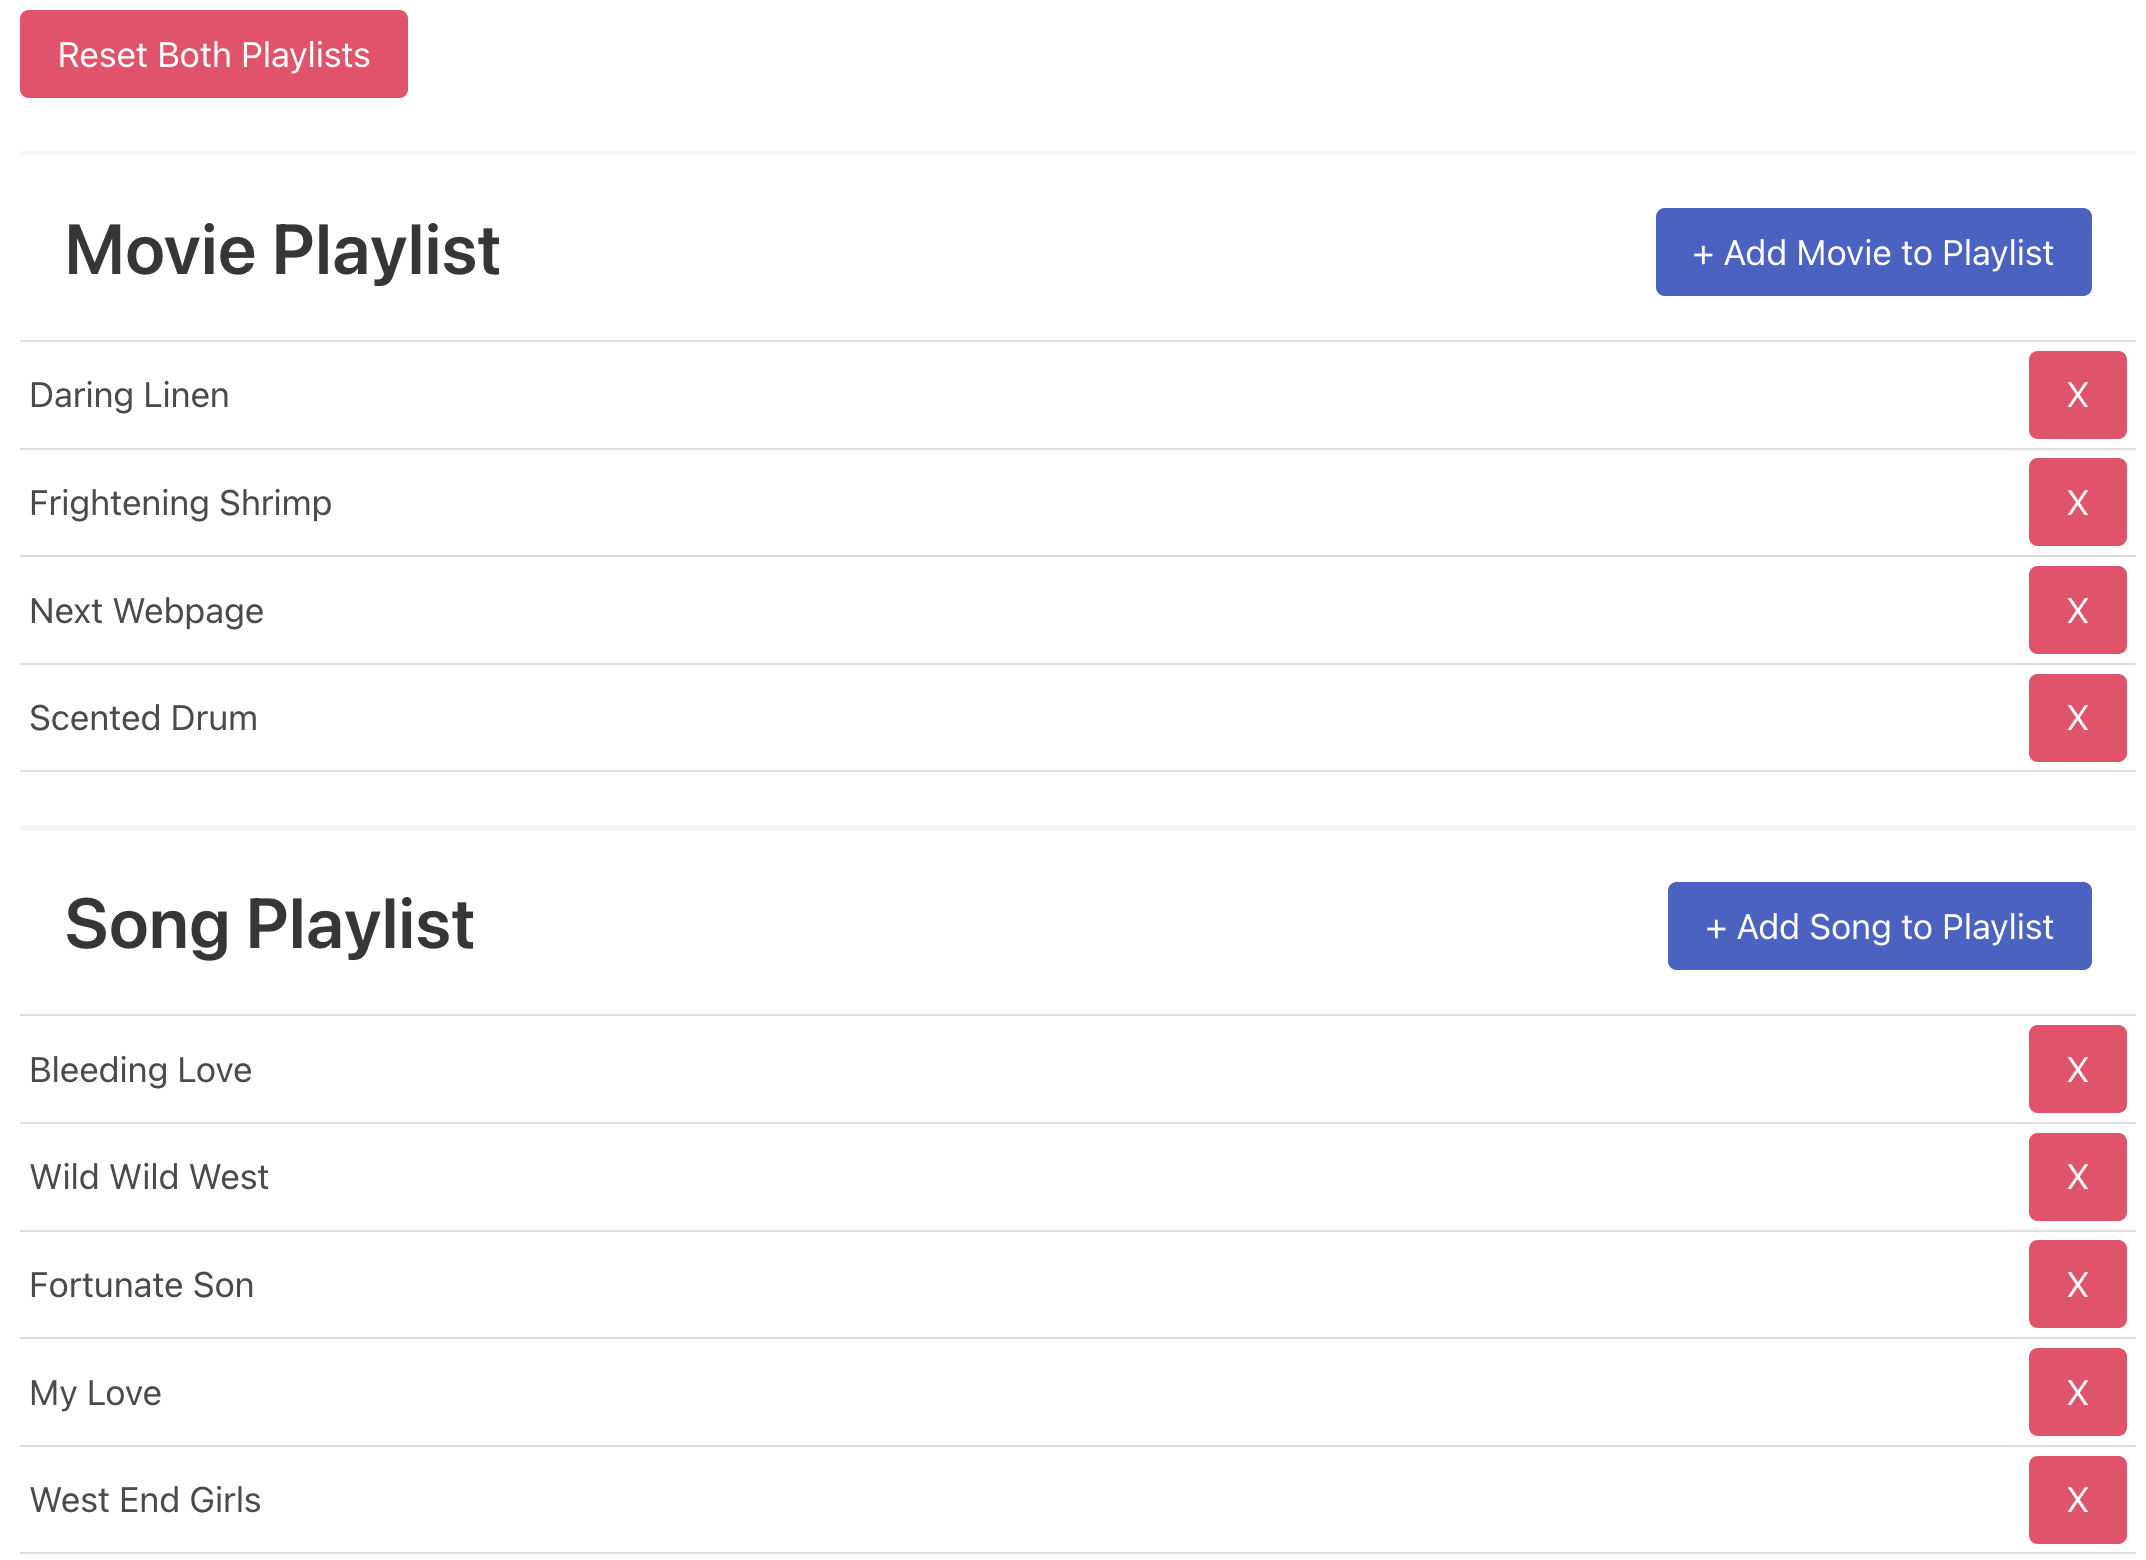 Reset Both Playlists
Movie Playlist
+ Add Movie to Playlist
Daring Linen
X
Frightening Shrimp
X
Next Webpage
X
Scented Drum
X
Song Playlist
+ Add Song to Playlist
Bleeding Love
X
Wild Wild West
X
Fortunate Son
X
My Love
X
West End Girls
X